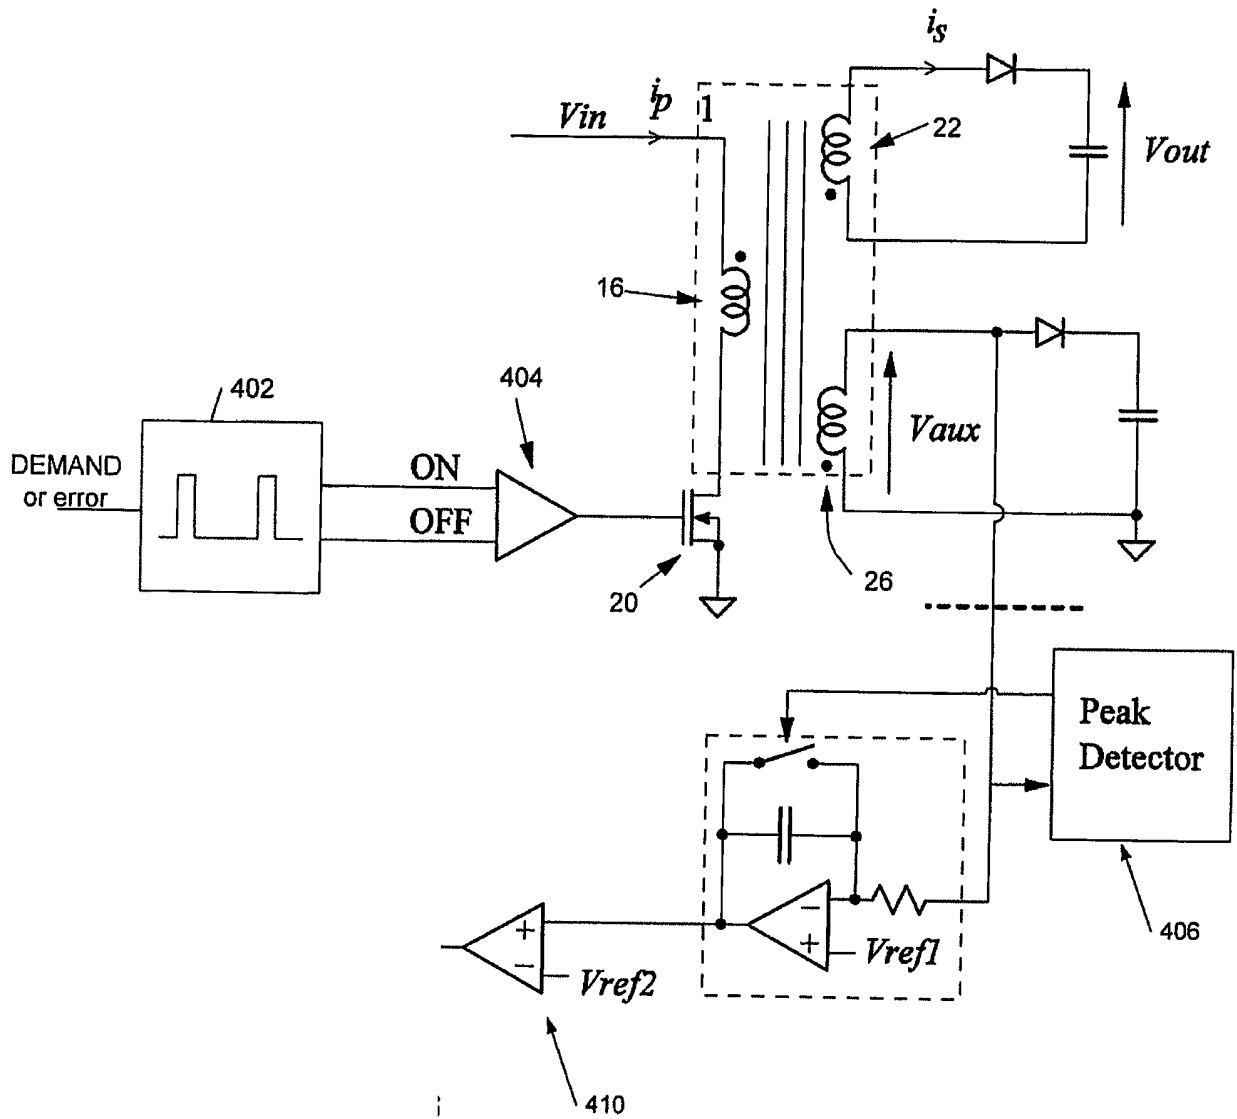 is
ip
1
Vin
22
Vout
16
402
404
Vaux
DEMAND
or error
ON
OFF
20
26
Peak
Detector
−
+
Vref1
406
+
−
Vref2
410